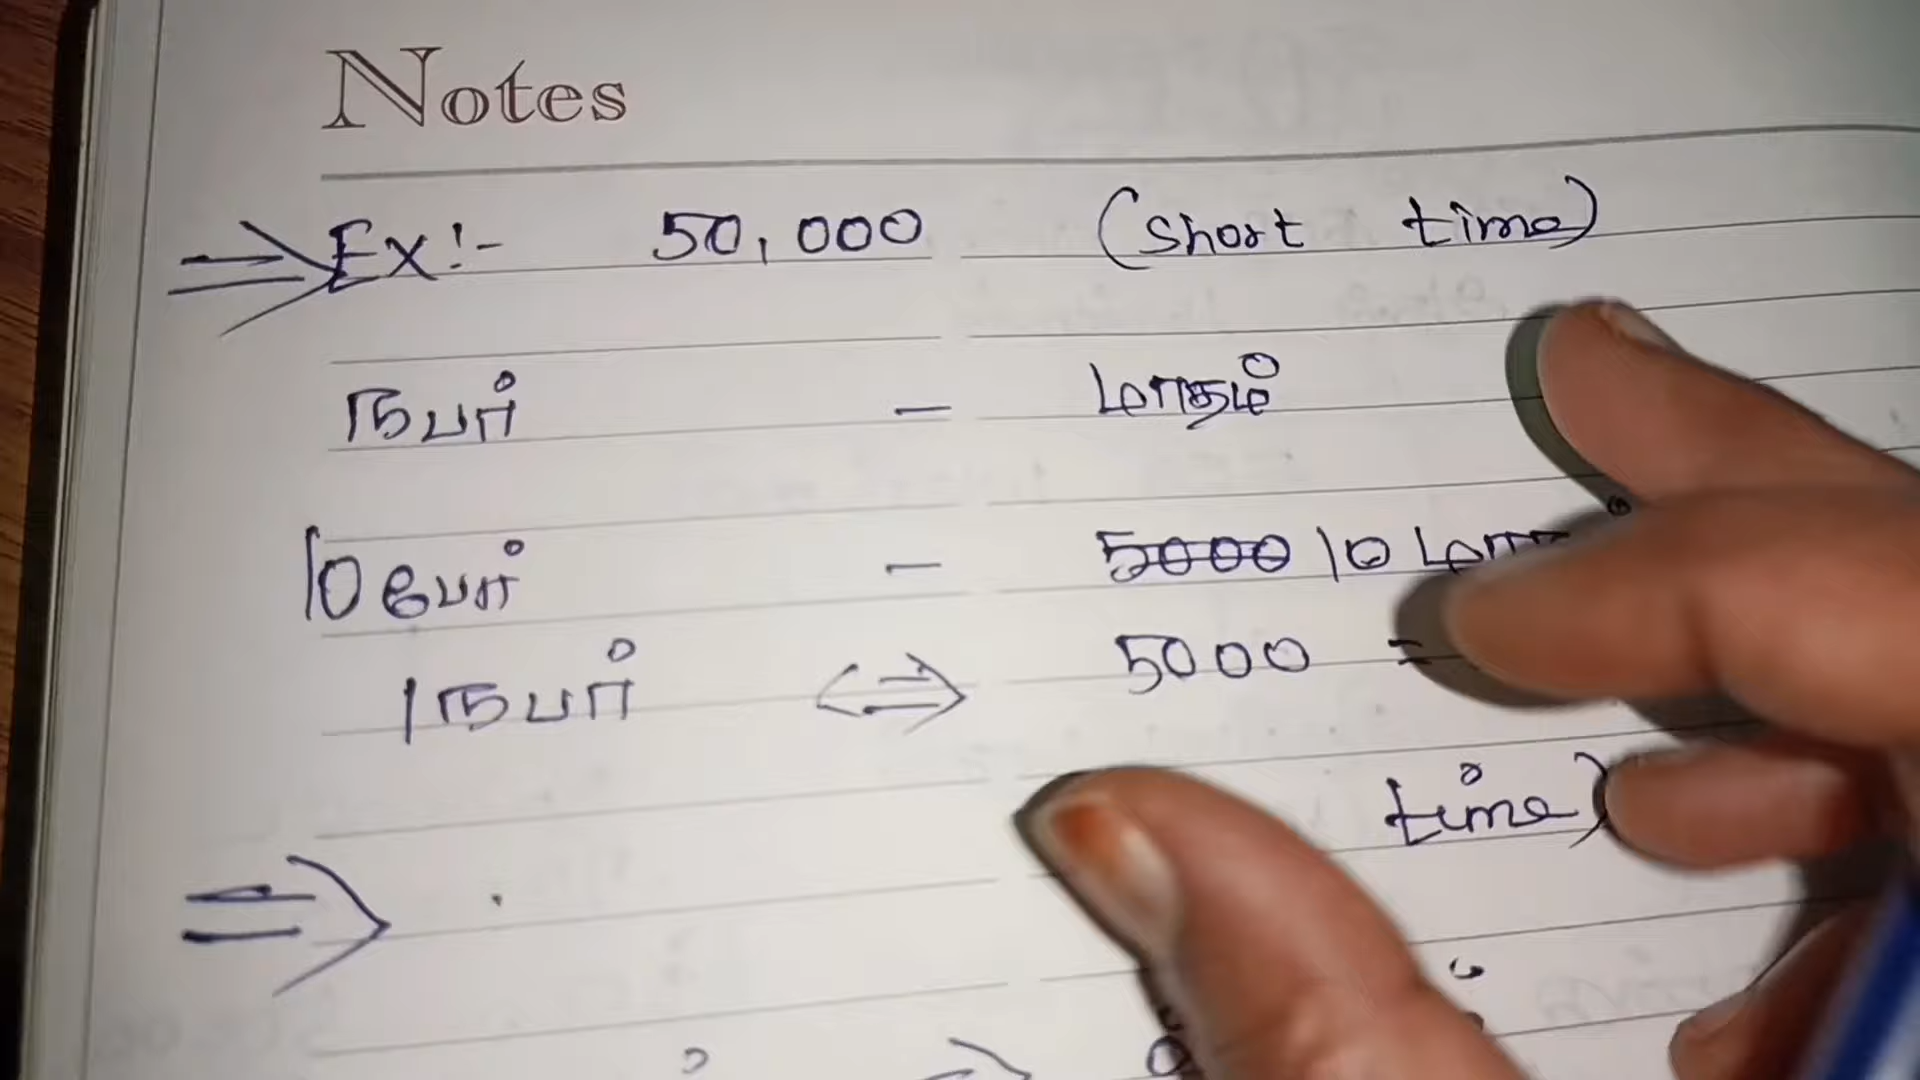 Notes
Ex:- 50,000 (short time)
நபர் - மாதம்
10 பேர் - 5000 10
1 நபர் ⇔ 5000 =
time)
⇒